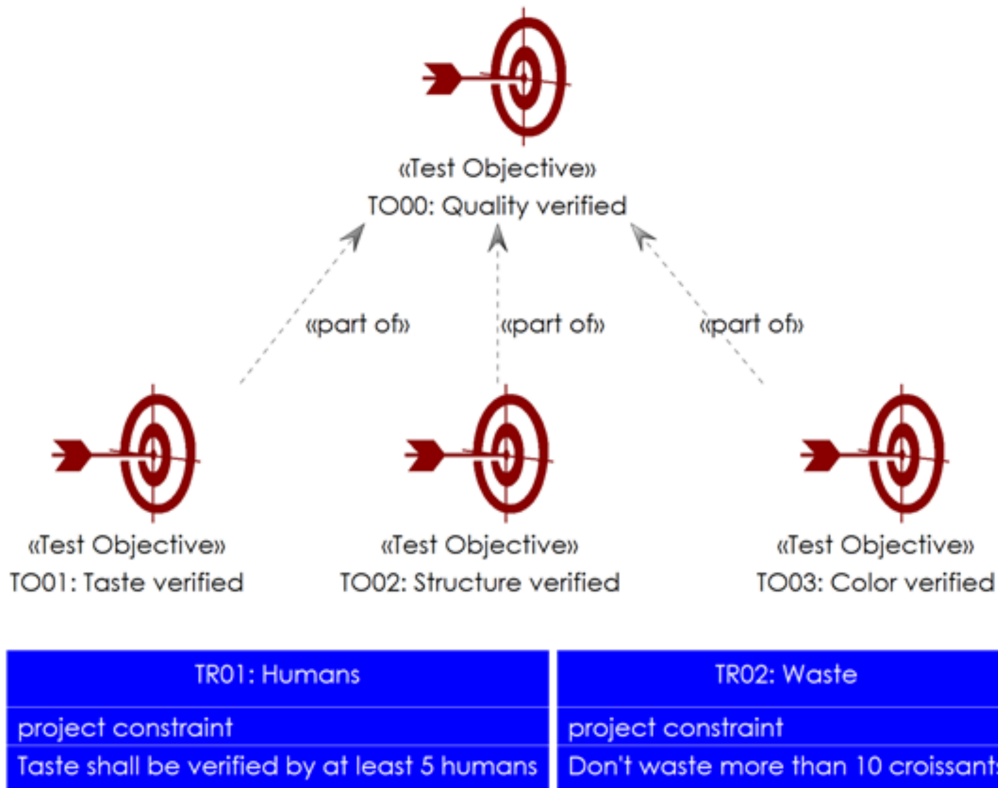 «Test Objective»
TO00: Quality verified
«part of»
«part of»
«part of»
«Test Objective»
TO01: Taste verified
«Test Objective»
TO02: Structure verified
«Test Objective»
TO03: Color verified
TR01: Humans
project constraint
Taste shall be verified by at least 5 humans
TR02: Waste
project constraint
Don't waste more than 10 croissants